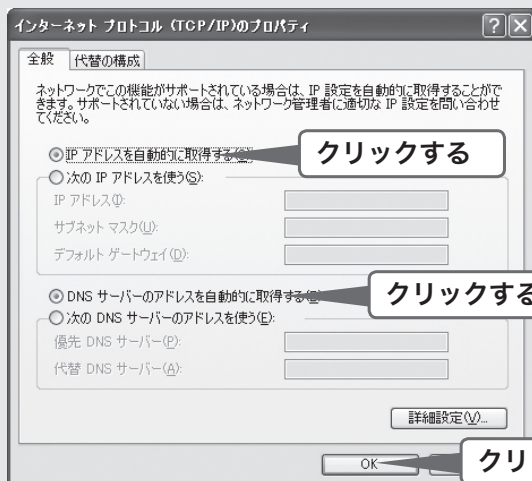 インターネット プロトコル (TCP/IP)のプロパティ
全般
代替の構成
ネットワークでこの機能がサポートされている場合は、IP 設定を自動的に取得することがで
きます。サポートされていない場合は、ネットワーク管理者に適切な IP 設定を問い合わせ
てください。
IP アドレスを自動的に取得する(O)
クリックする
次の IP アドレスを使う(S):
IP アドレス(I):
サブネット マスク(U):
デフォルト ゲートウェイ(D):
DNS サーバーのアドレスを自動的に取得する(B)
クリックする
次の DNS サーバーのアドレスを使う(E):
優先 DNS サーバー(P):
代替 DNS サーバー(A):
詳細設定(V)...
OK
クリ